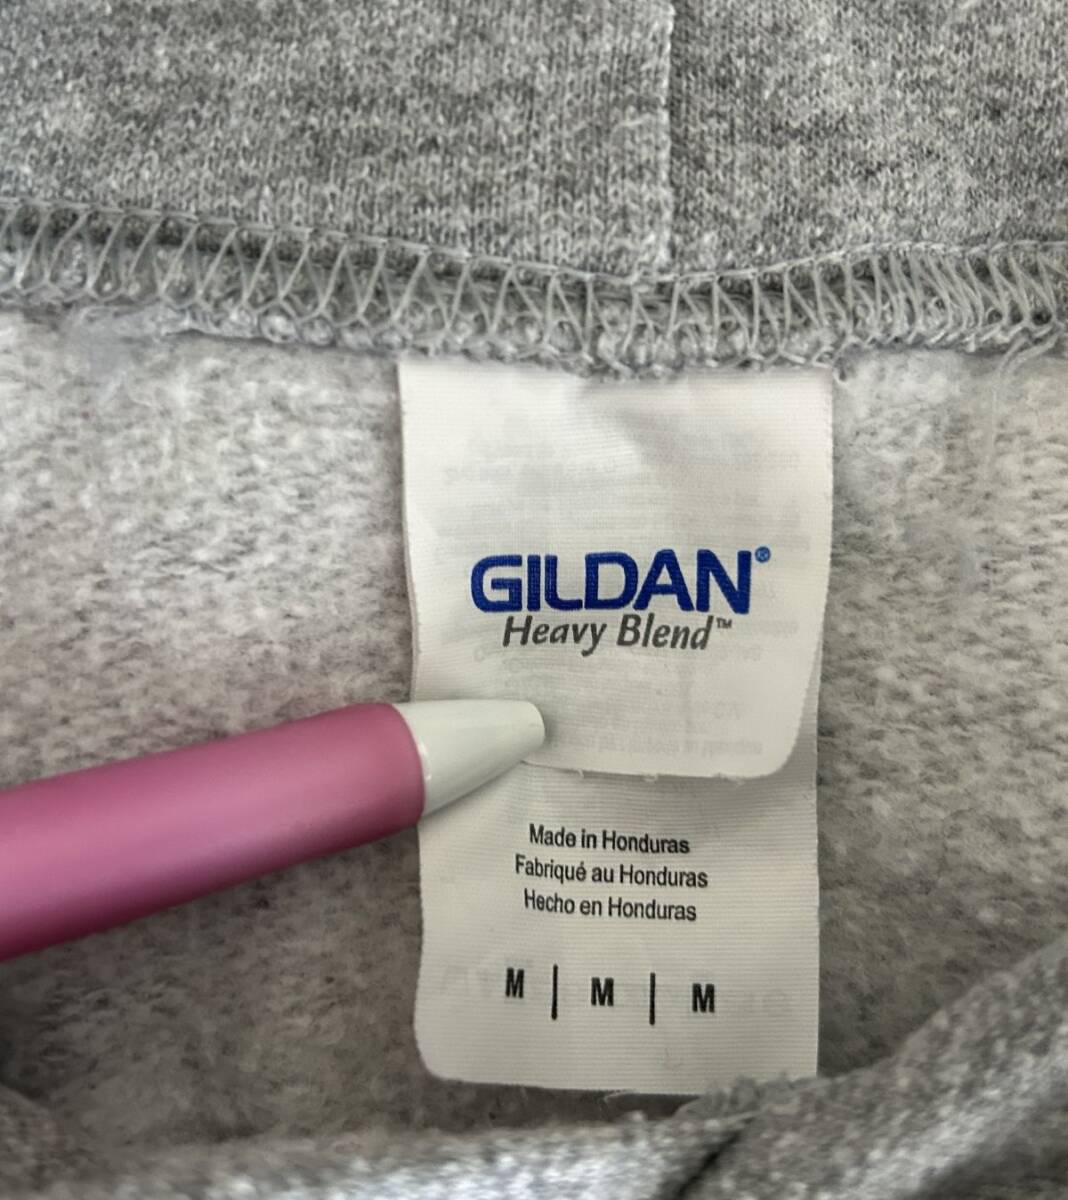 GILDAN®
Heavy Blend™
Made in Honduras
Fabriqué au Honduras
Hecho en Honduras
M | M | M